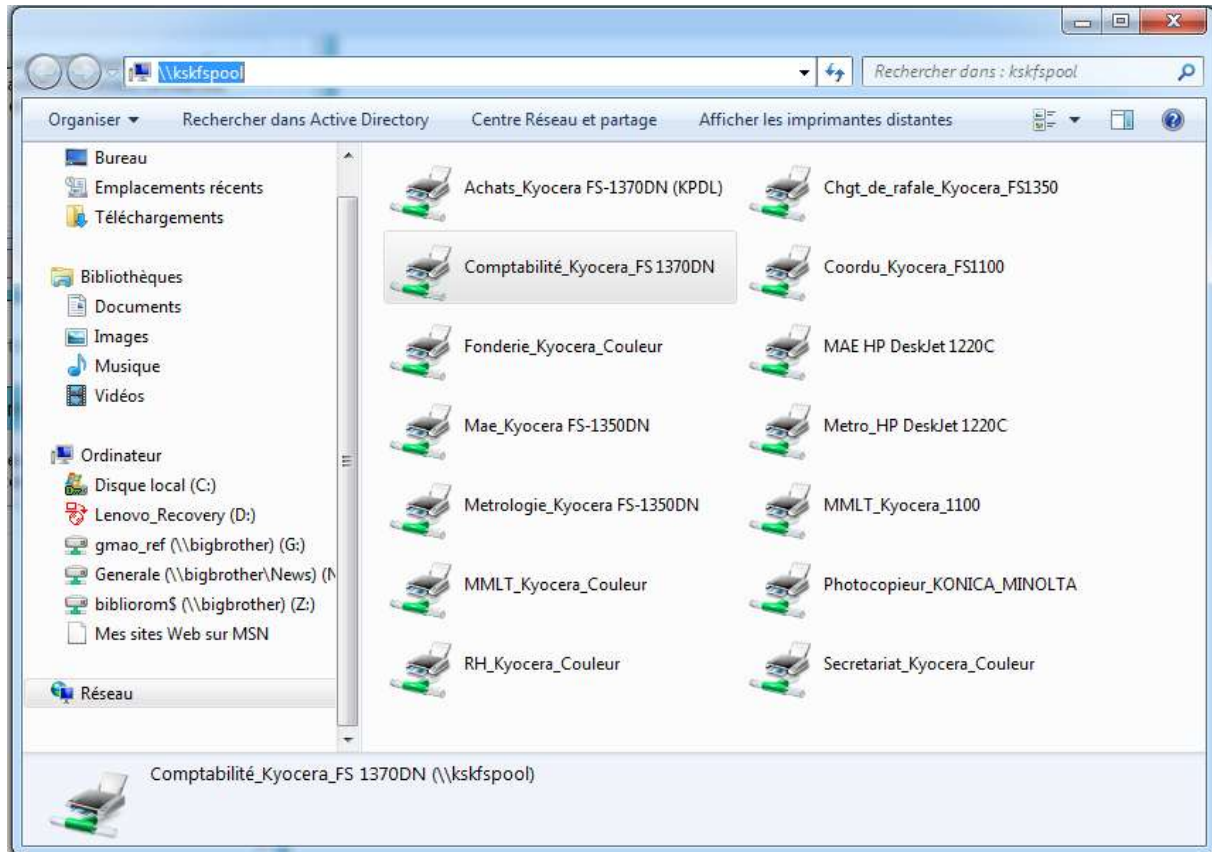 \\kskfspool
Rechercher dans : kskfspool
Organiser
Rechercher dans Active Directory
Centre Réseau et partage
Afficher les imprimantes distantes
Bureau
Emplacements récents
Téléchargements
Bibliothèques
Documents
Images
Musique
Vidéos
Ordinateur
Disque local (C:)
Lenovo_Recovery (D:)
gmao_ref (\\bigbrother) (G:)
Generale (\\bigbrother\News) (N
bibliorom$ (\\bigbrother) (Z:)
Mes sites Web sur MSN
Réseau
Achats_Kyocera FS-1370DN (KPDL)
Chgt_de_rafale_Kyocera_FS1350
Comptabilité_Kyocera_FS 1370DN
Coordu_Kyocera_FS1100
Fonderie_Kyocera_Couleur
MAE HP DeskJet 1220C
Mae_Kyocera FS-1350DN
Metro_HP DeskJet 1220C
Metrologie_Kyocera FS-1350DN
MMLT_Kyocera_1100
MMLT_Kyocera_Couleur
Photocopieur_KONICA_MINOLTA
RH_Kyocera_Couleur
Secretariat_Kyocera_Couleur
Comptabilité_Kyocera_FS 1370DN (\\kskfspool)